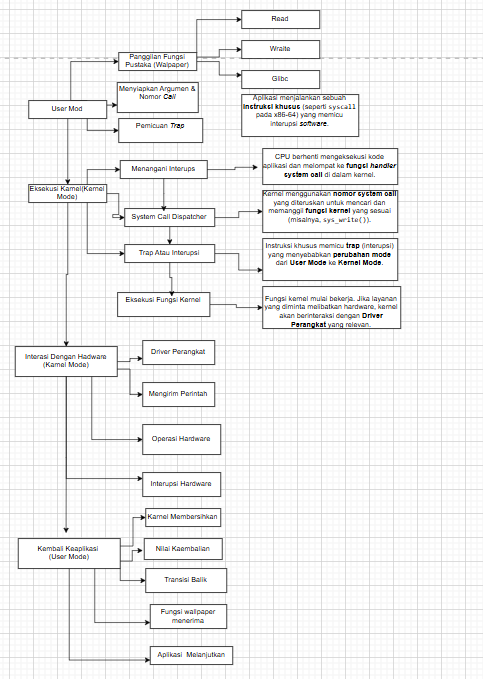 Read
Panggilan Fungsi
Pustaka (Walpaper)
Wraite
Glibc
Menyiapkan Argumen &
Nomor Call
User Mod
Pemicuan Trap
Aplikasi menjalankan sebuah
instruksi khusus (seperti syscall
pada x86-64) yang memicu
interupsi software.
Menangani Interups
CPU berhenti mengeksekusi kode
aplikasi dan melompat ke fungsi handler
system call di dalam kernel.
Eksekusi Karnel(Kernel
Mode)
System Call Dispatcher
Kernel menggunakan nomor system call
yang diteruskan untuk mencari dan
memanggil fungsi kernel yang sesuai
(misalnya, sys_write()).
Trap Atau Interupsi
Instruksi khusus memicu trap (interupsi)
yang menyebabkan perubahan mode
dari User Mode ke Kernel Mode.
Eksekusi Fungsi Kernel
Fungsi kernel mulai bekerja. Jika layanan
yang diminta melibatkan hardware, kernel
akan berinteraksi dengan Driver
Perangkat yang relevan.
Interasi Dengan Hadware
(Karnel Mode)
Driver Perangkat
Mengirim Perintah
Operasi Hardware
Interupsi Hardware
Karnel Membersihkan
Kembali Keaplikasi
(User Mode)
Nilai Kaembalian
Transisi Balik
Fungsi wallpaper
menerima
Aplikasi Melanjutkan